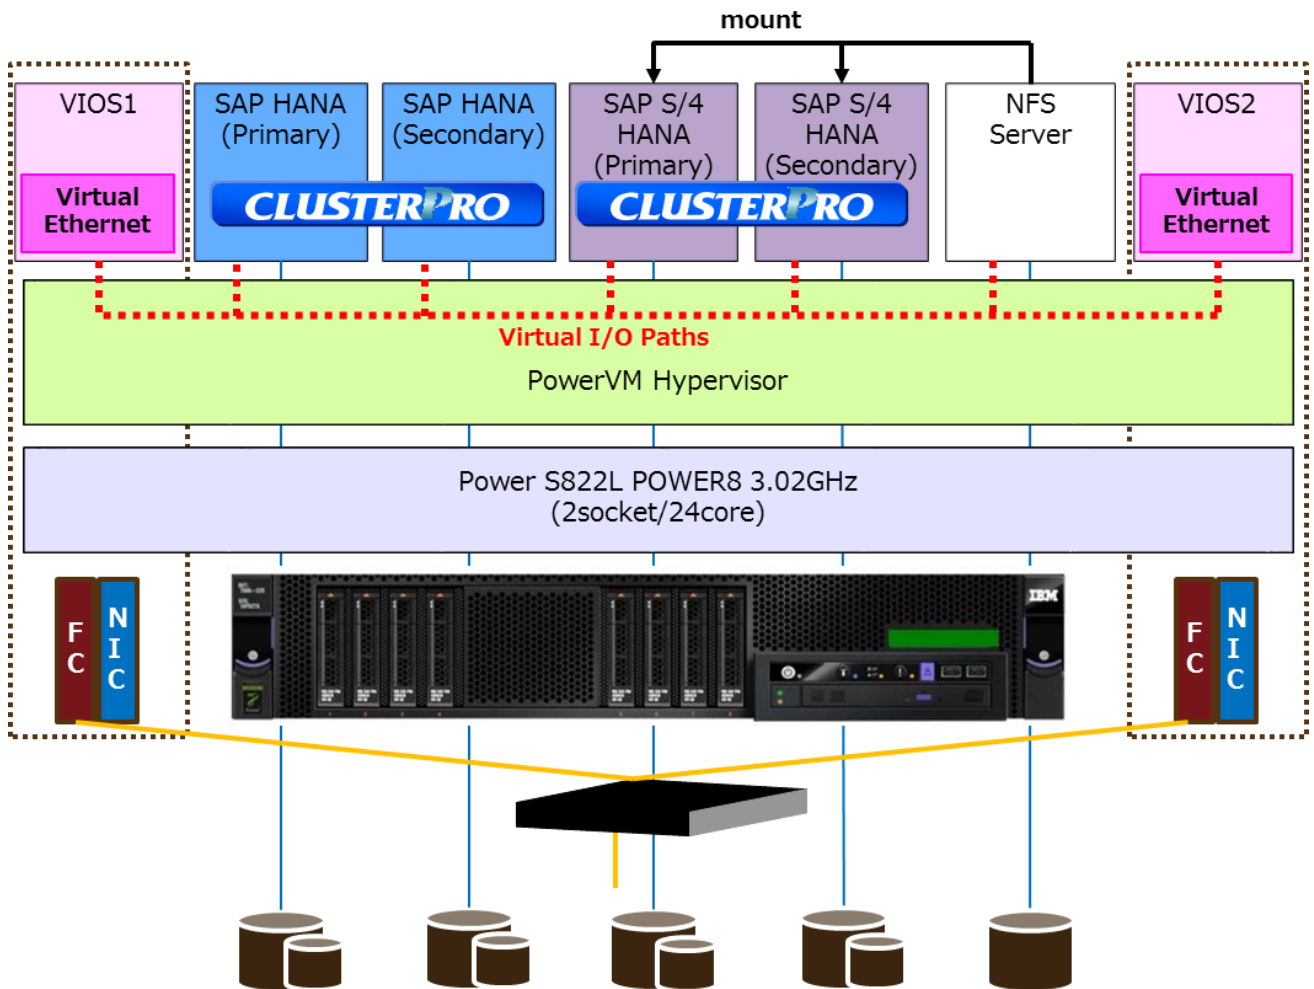 mount
VIOS1
SAP HANA
(Primary)
SAP HANA
(Secondary)
SAP S/4
HANA
(Primary)
SAP S/4
HANA
(Secondary)
NFS
Server
VIOS2
Virtual
Ethernet
CLUSTERPRO
CLUSTERPRO
Virtual
Ethernet
Virtual I/O Paths
PowerVM Hypervisor
Power S822L POWER8 3.02GHz
(2socket/24core)
FC
NIC
IBM
FC
NIC